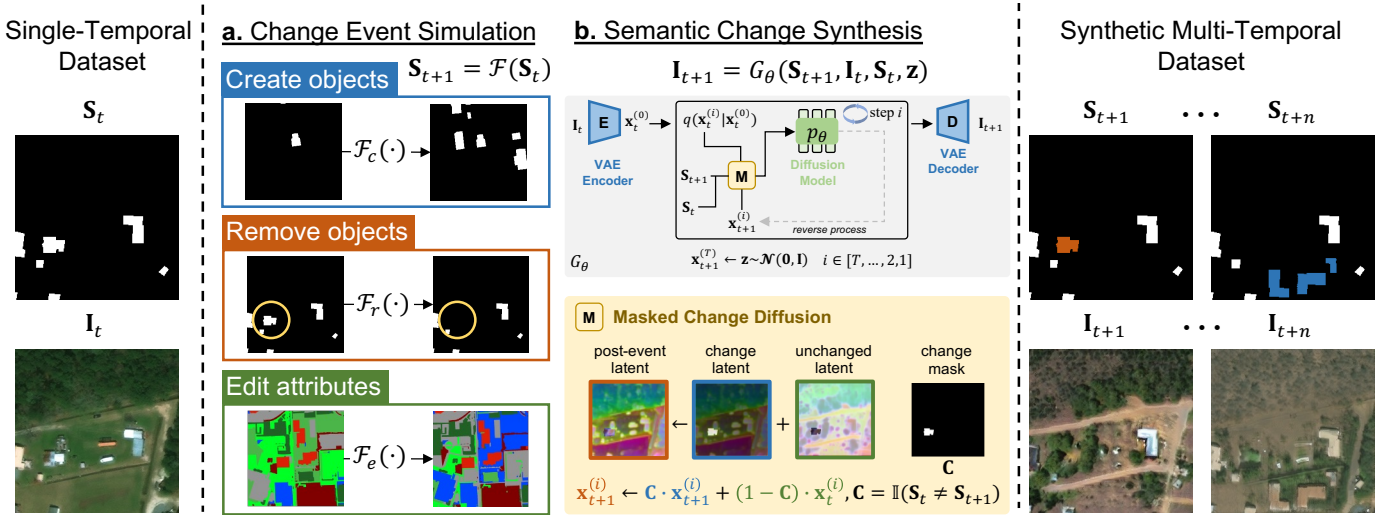 Single-Temporal
Dataset
S_t
I_t
a. Change Event Simulation
S_{t+1} = ℱ(S_t)
Create objects
ℱ_c(·)
Remove objects
ℱ_r(·)
Edit attributes
ℱ_e(·)
b. Semantic Change Synthesis
I_{t+1} = G_θ(S_{t+1}, I_t, S_t, z)
I_t
E
x_t^{(0)}
VAE
Encoder
q(x_t^{(i)}|x_t^{(0)})
p_θ
step i
Diffusion
Model
D
I_{t+1}
VAE
Decoder
S_{t+1}
M
S_t
x_{t+1}^{(i)}
reverse process
G_θ
x_{t+1}^{(T)} ← z~𝒩(0, I) i ∈ [T, … , 2,1]
M Masked Change Diffusion
post-event
latent
change
latent
unchanged
latent
change
mask
←
+
C
x_{t+1}^{(i)} ← C · x_{t+1}^{(i)} + (1 − C) · x_t^{(i)}, C = 𝕀(S_t ≠ S_{t+1})
Synthetic Multi-Temporal
Dataset
S_{t+1} . . . S_{t+n}
I_{t+1} . . . I_{t+n}